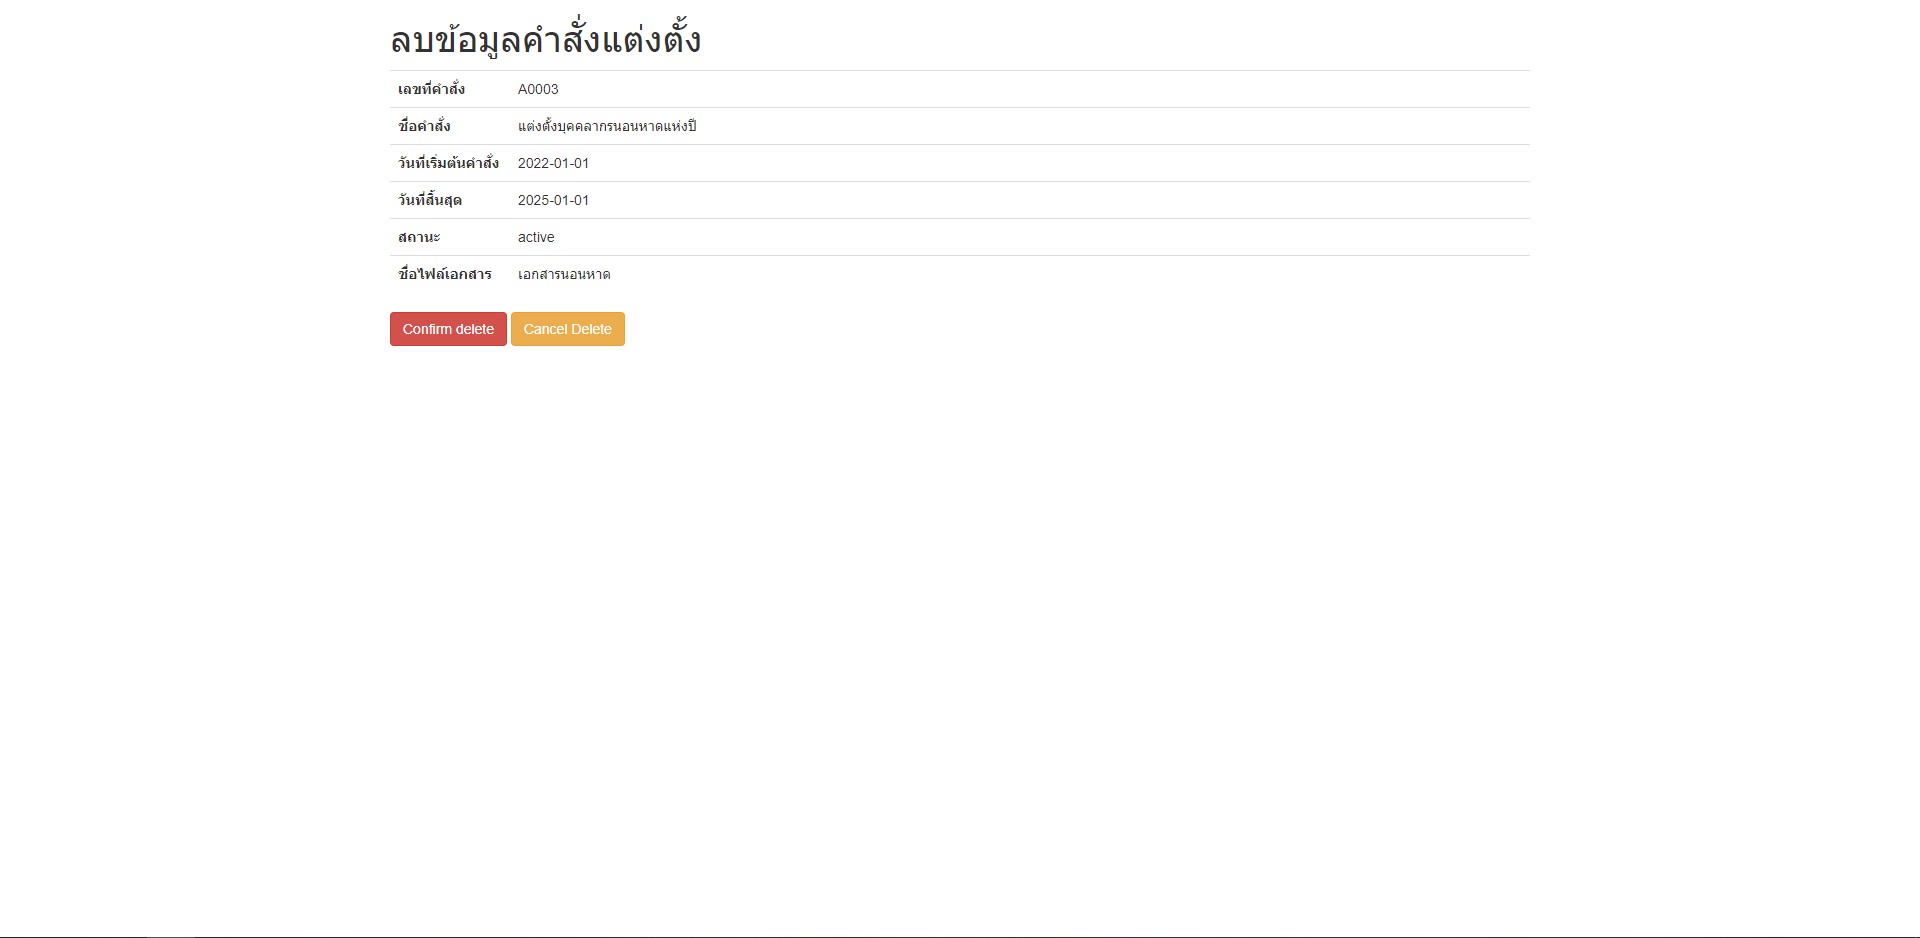 ลบข้อมูลคำสั่งแต่งตั้ง
เลขที่คำสั่ง A0003
ชื่อคำสั่ง แต่งตั้งบุคคลากรนอนหาดแห่งปี
วันที่เริ่มต้นคำสั่ง 2022-01-01
วันที่สิ้นสุด 2025-01-01
สถานะ active
ชื่อไฟล์เอกสาร เอกสารนอนหาด
Confirm delete Cancel Delete